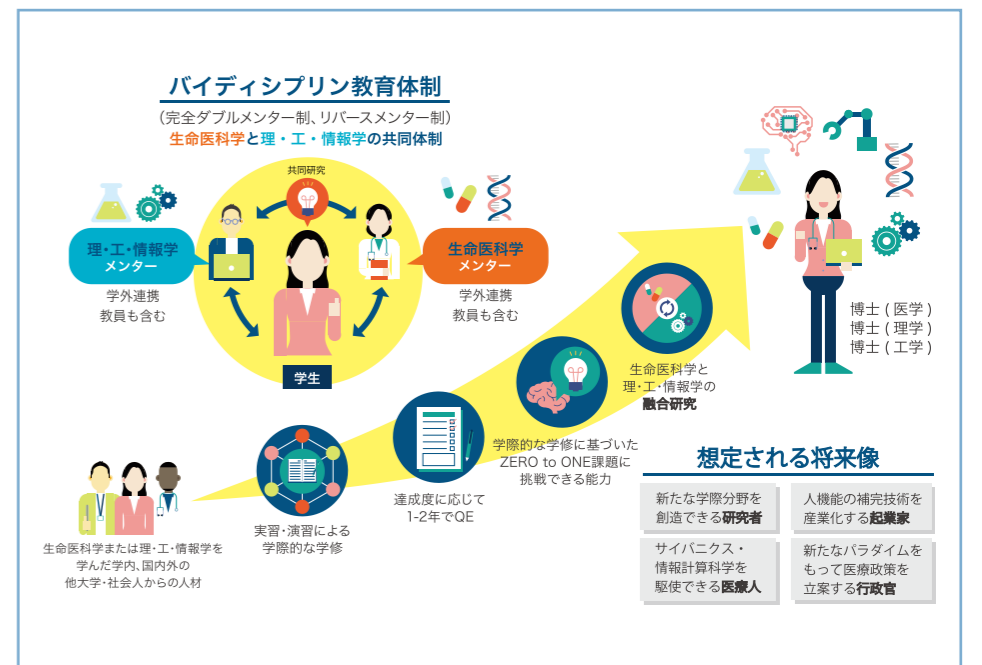 バイディシプリン教育体制
（完全ダブルメンター制、リバースメンター制）
生命医科学と理・工・情報学の共同体制
共同研究
理・工・情報学
メンター
学外連携
教員も含む
生命医科学
メンター
学外連携
教員も含む
学生
博士 ( 医学 )
博士 ( 理学 )
博士 ( 工学 )
生命医科学または理・工・情報学を
学んだ学内、国内外の
他大学・社会人からの人材
実習・演習による
学際的な学修
達成度に応じて
1-2年でQE
学際的な学修に基づいた
ZERO to ONE課題に
挑戦できる能力
生命医科学と
理・工・情報学の
融合研究
想定される将来像
新たな学際分野を
創造できる研究者
人機能の補完技術を
産業化する起業家
サイバニクス・
情報計算科学を
駆使できる医療人
新たなパラダイムを
もって医療政策を
立案する行政官